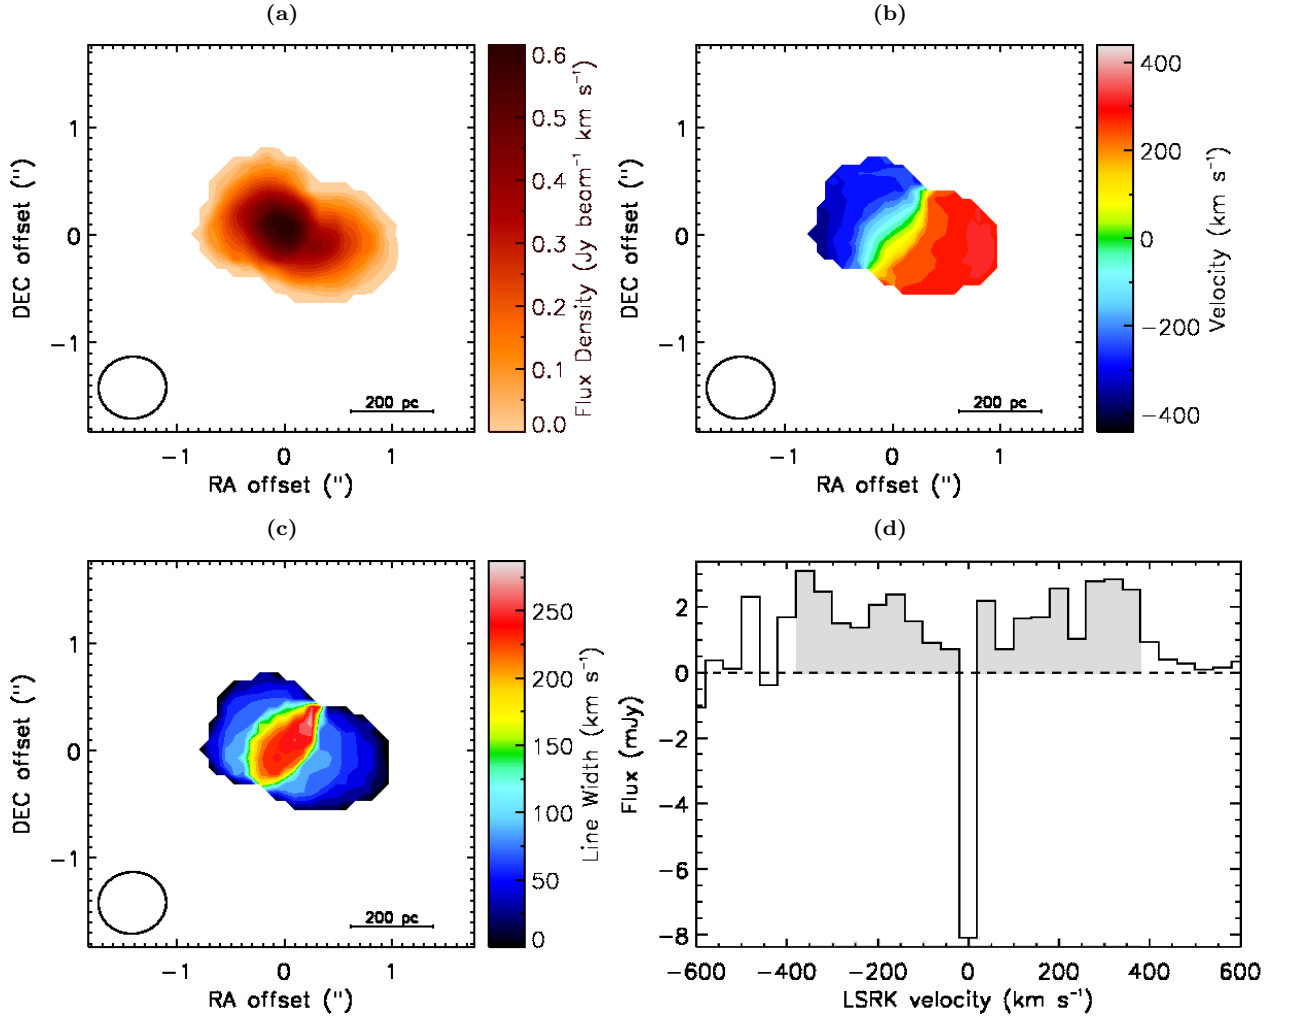 (a)
0.6
0.5
0.4
0.3
0.2
0.1
0.0
Flux Density (Jy beam⁻¹ km s⁻¹)
1
0
−1
DEC offset (")
200 pc
−1 0 1
RA offset (")
(b)
400
200
0
−200
−400
Velocity (km s⁻¹)
1
0
−1
DEC offset (")
200 pc
−1 0 1
RA offset (")
(c)
250
200
150
100
50
0
Line Width (km s⁻¹)
1
0
−1
DEC offset (")
200 pc
−1 0 1
RA offset (")
(d)
2
0
−2
−4
−6
−8
Flux (mJy)
−600 −400 −200 0 200 400 600
LSRK velocity (km s⁻¹)